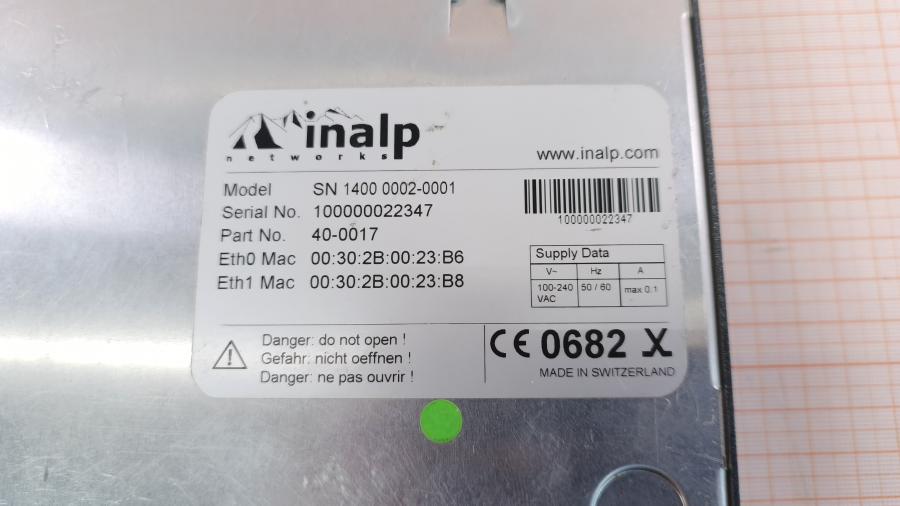 inalp
networks
www.inalp.com
Model SN 1400 0002-0001
Serial No. 100000022347
Part No. 40-0017
Eth0 Mac 00:30:2B:00:23:B6
Eth1 Mac 00:30:2B:00:23:B8
100000022347
Supply Data
V~ Hz A
100-240 VAC 50 / 60 max 0.1
Danger: do not open !
Gefahr: nicht oeffnen !
Danger: ne pas ouvrir !
CE 0682 X
MADE IN SWITZERLAND